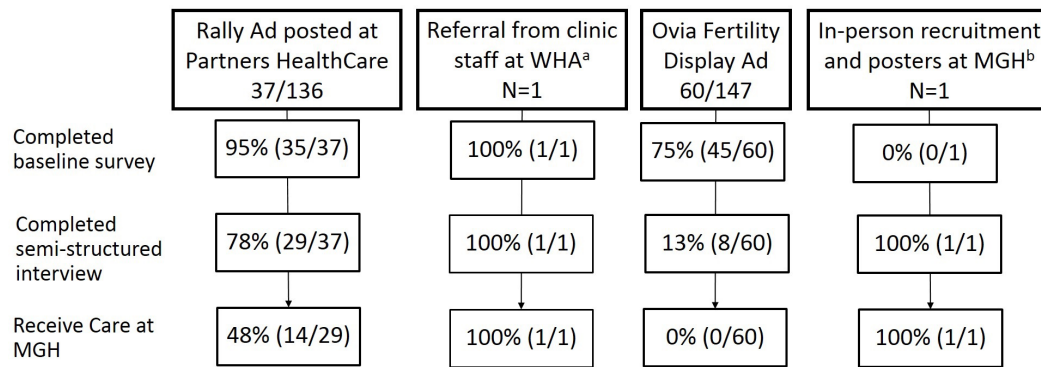 Rally Ad posted at
Partners HealthCare
37/136
Referral from clinic
staff at WHAᵃ
N=1
Ovia Fertility
Display Ad
60/147
In-person recruitment
and posters at MGHᵇ
N=1
Completed
baseline survey
95% (35/37)
100% (1/1)
75% (45/60)
0% (0/1)
Completed
semi-structured
interview
78% (29/37)
100% (1/1)
13% (8/60)
100% (1/1)
Receive Care at
MGH
48% (14/29)
100% (1/1)
0% (0/60)
100% (1/1)